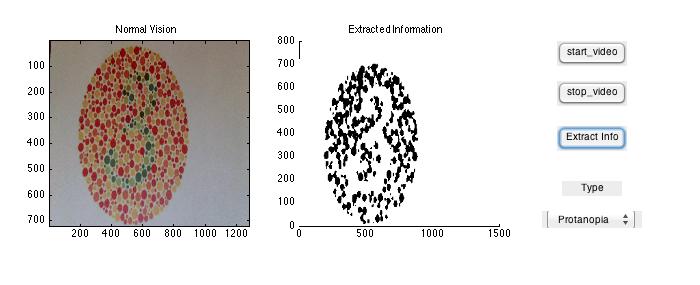 Normal Vision
100
200
300
400
500
600
700
200 400 600 800 1000 1200
Extracted Information
800
700
600
500
400
300
200
100
0
0 500 1000 1500
start_video
stop_video
Extract Info
Type
Protanopia